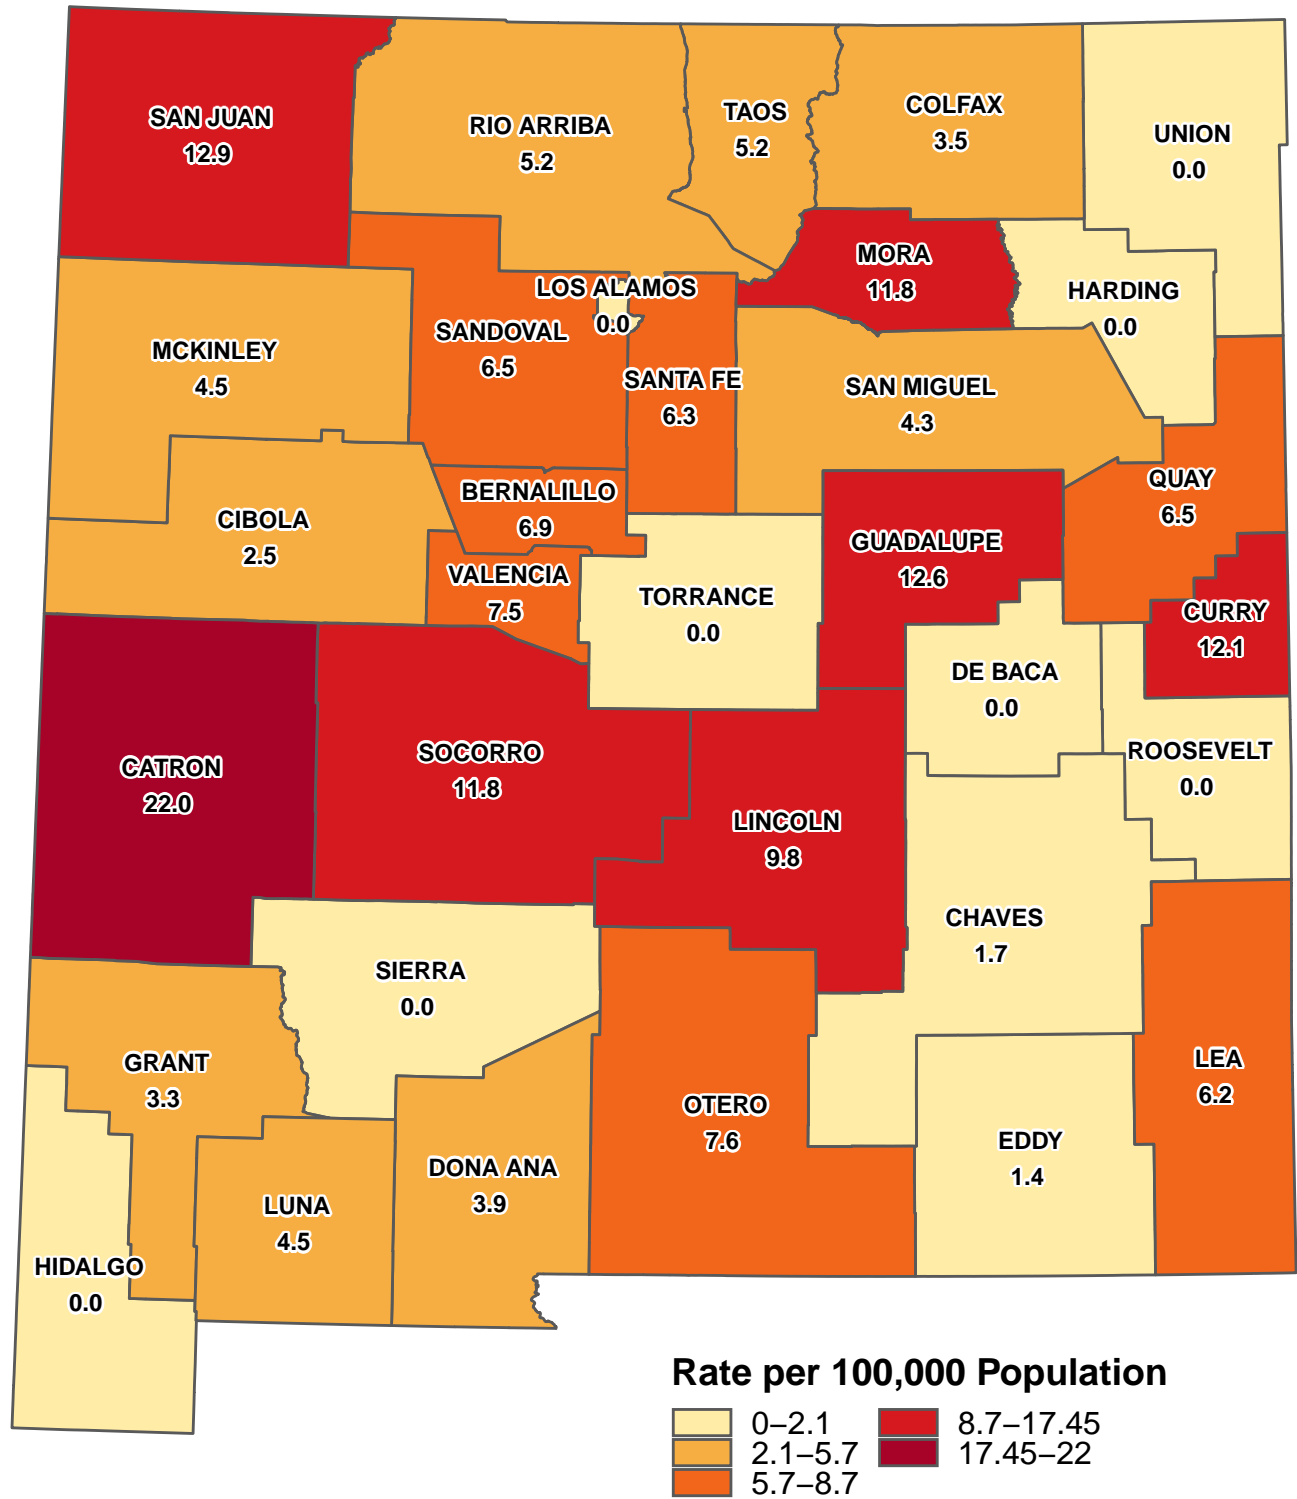 SAN JUAN
12.9
RIO ARRIBA
5.2
TAOS
5.2
COLFAX
3.5
UNION
0.0
MORA
11.8
HARDING
0.0
LOS ALAMOS
0.0
SANDOVAL
6.5
MCKINLEY
4.5
SANTA FE
6.3
SAN MIGUEL
4.3
QUAY
6.5
BERNALILLO
6.9
CIBOLA
2.5
GUADALUPE
12.6
VALENCIA
7.5
TORRANCE
0.0
CURRY
12.1
DE BACA
0.0
ROOSEVELT
0.0
CATRON
22.0
SOCORRO
11.8
LINCOLN
9.8
CHAVES
1.7
SIERRA
0.0
GRANT
3.3
LEA
6.2
OTERO
7.6
EDDY
1.4
DONA ANA
3.9
LUNA
4.5
HIDALGO
0.0
Rate per 100,000 Population
0–2.1
2.1–5.7
5.7–8.7
8.7–17.45
17.45–22